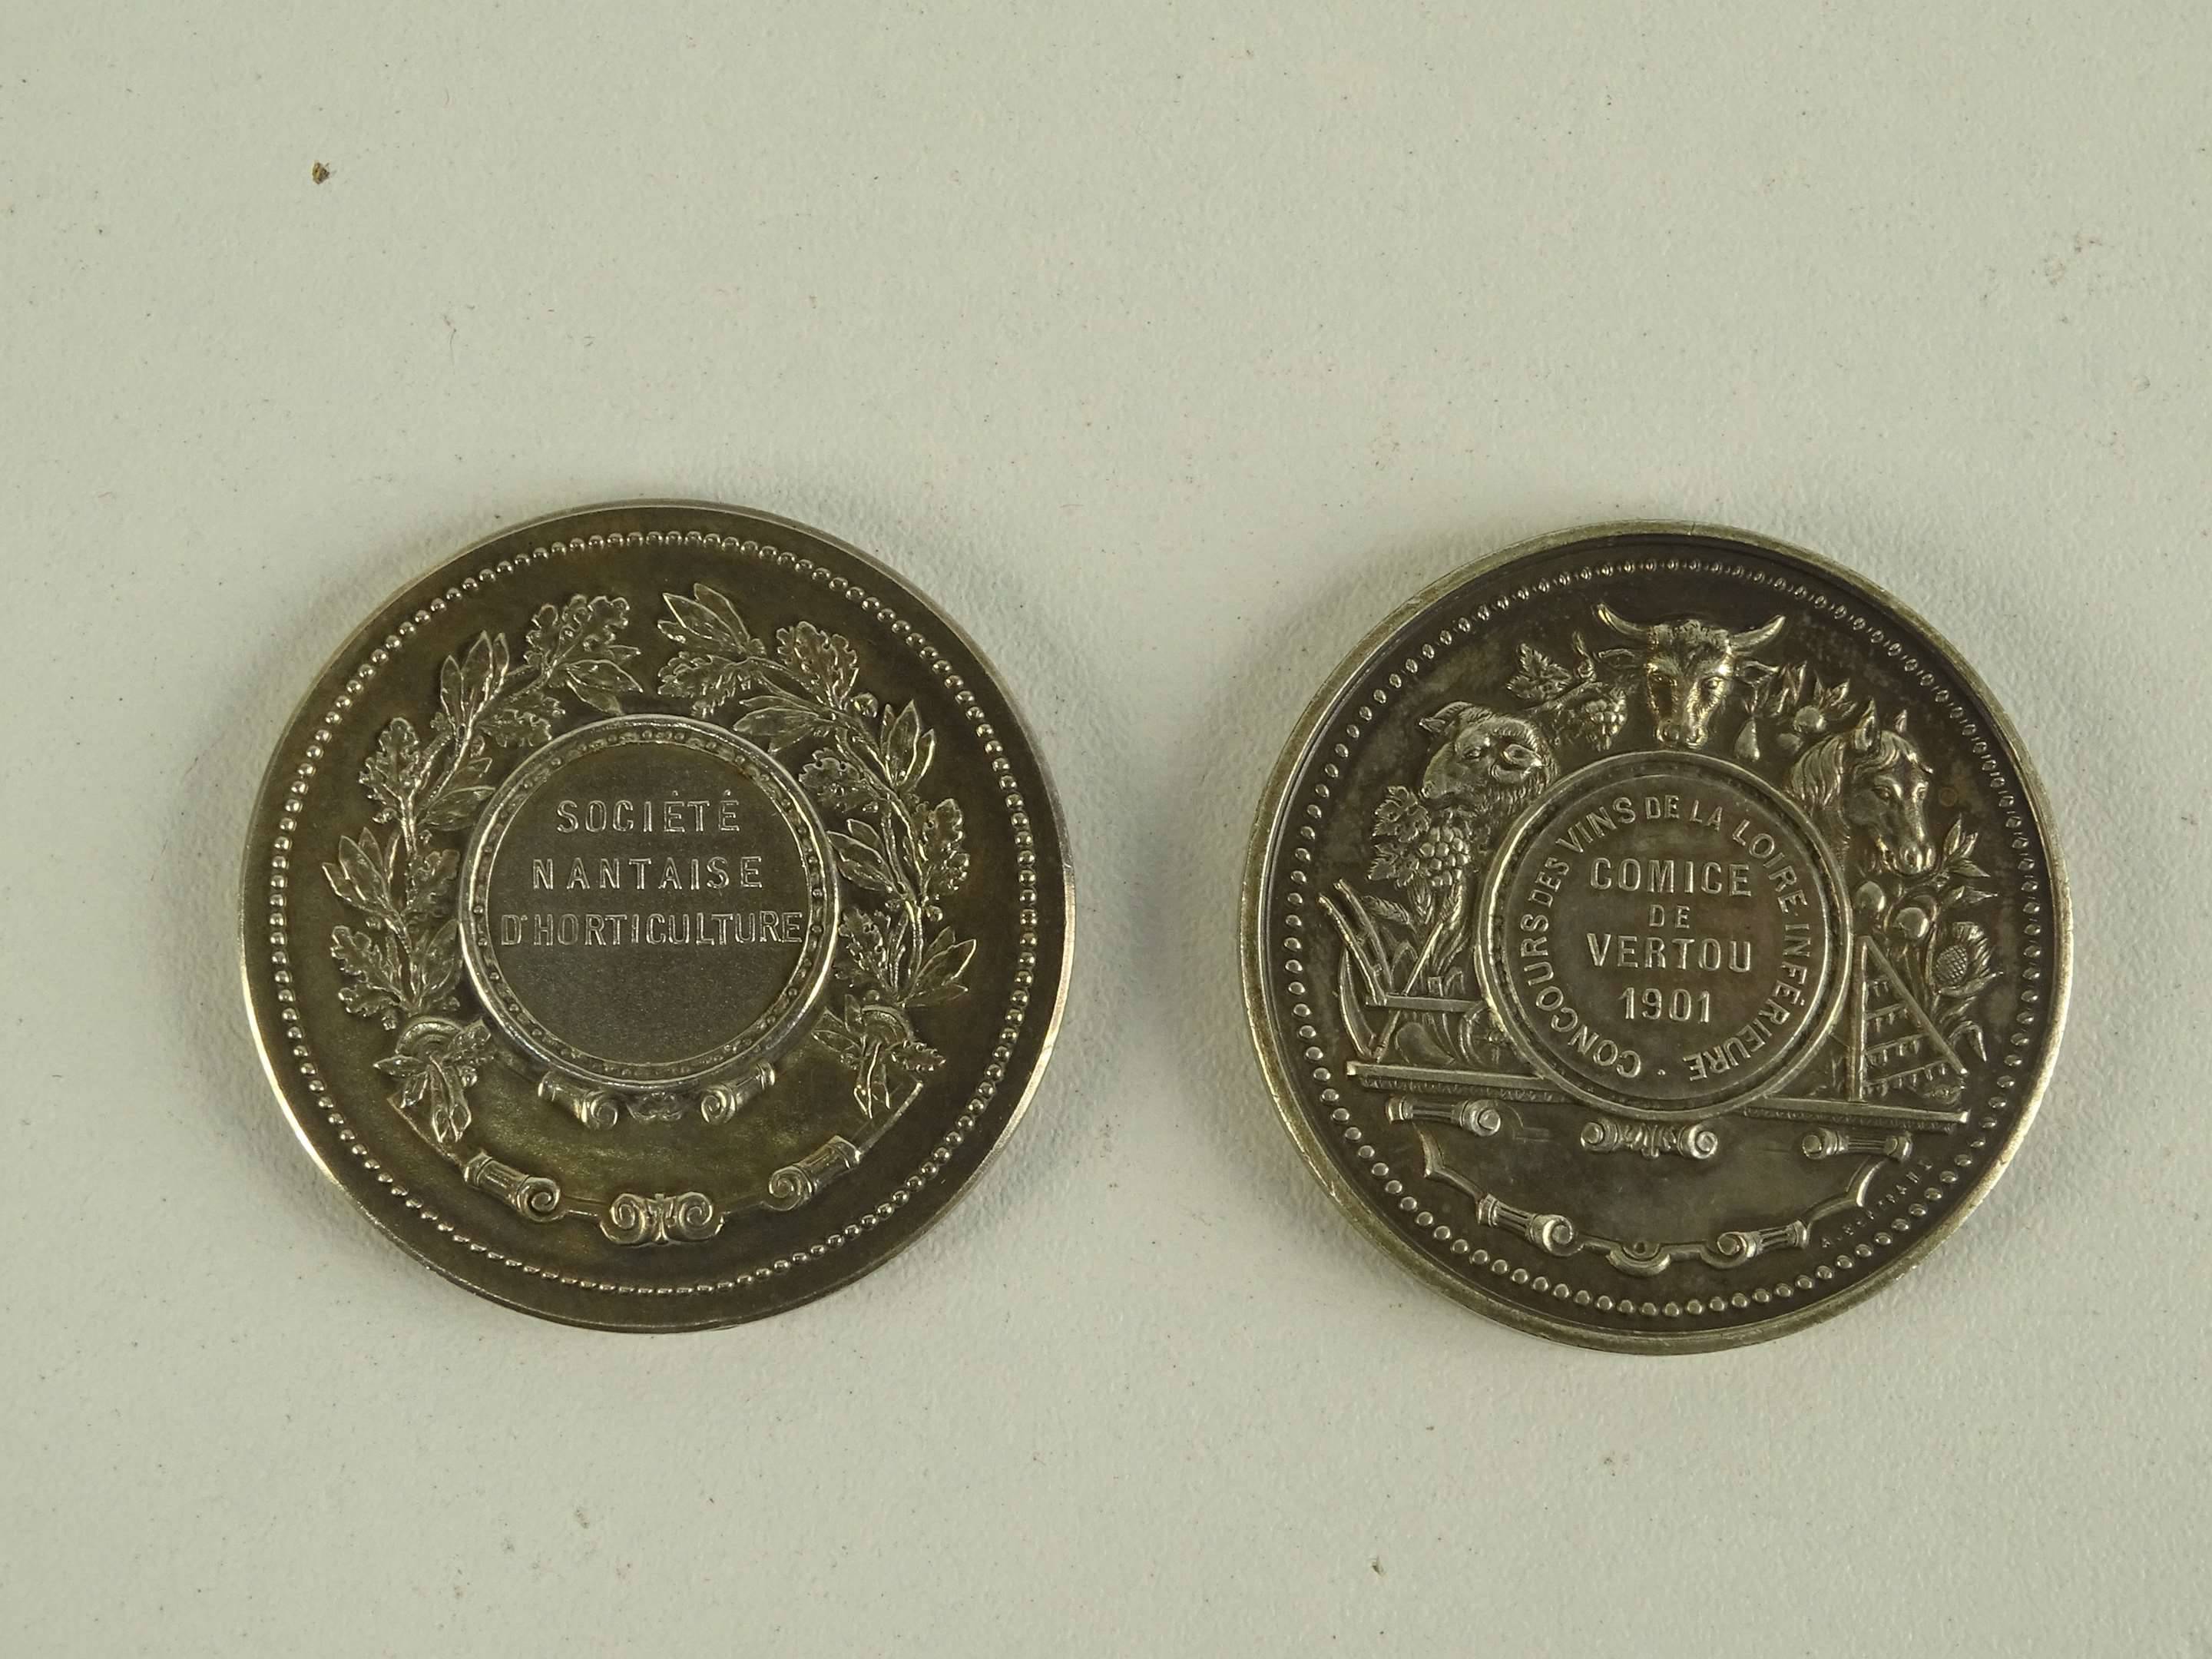 SOCIÉTÉ
NANTAISE
D'HORTICULTURE
CONCOURS DES VINS DE LA LOIRE-INFÉRIEURE.
COMICE
DE
VERTOU
1901